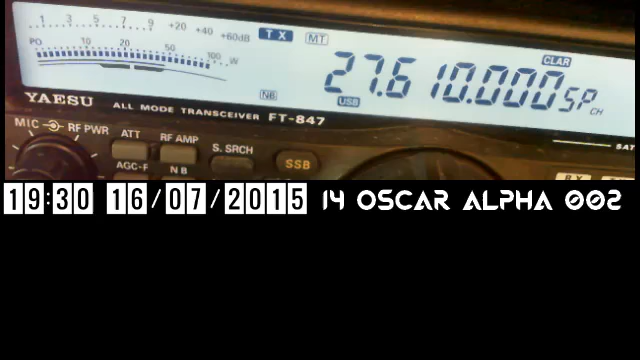 1 3 5 7 9 +20 +40 +60dB TX MT
CLAR
PO 10 20 50 100 W
27.610.000 SP CH
NB USB
YAESU ALL MODE TRANSCEIVER FT-847
MIC RF PWR ATT RF AMP S. SRCH SSB
AGC-F NB
SAT
19:30 16/07/2015 14 OSCAR ALPHA 002